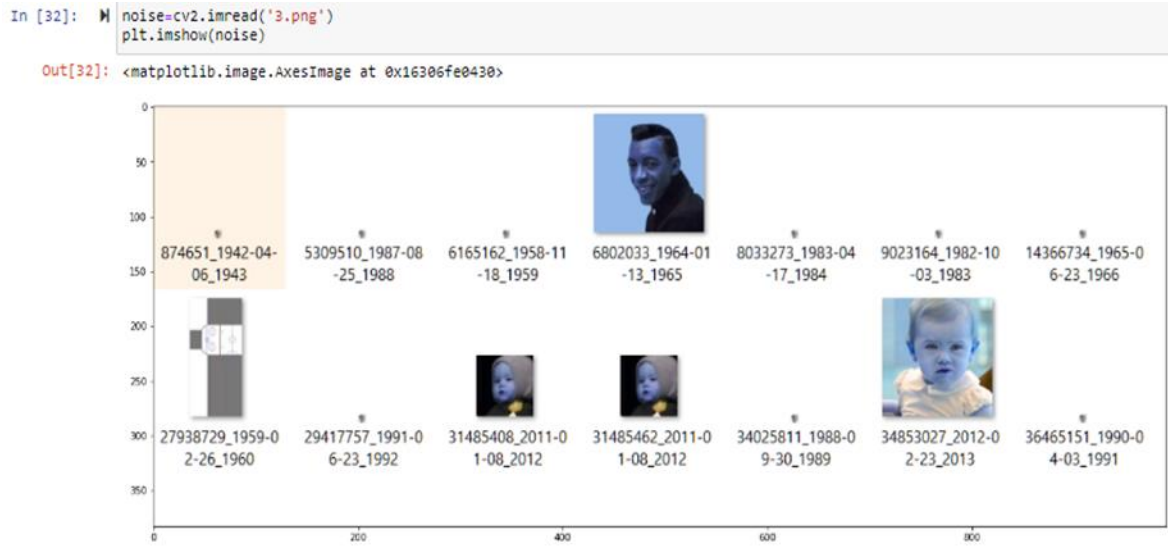 In [32]: noise=cv2.imread('3.png')
plt.imshow(noise)
Out[32]: <matplotlib.image.AxesImage at 0x16306fe0430>
0
50
100
874651_1942-04- 5309510_1987-08 6165162_1958-11 6802033_1964-01 8033273_1983-04 9023164_1982-10 14366734_1965-0
150 06_1943 -25_1988 -18_1959 -13_1965 -17_1984 -03_1983 6-23_1966
200
250
300 27938729_1959-0 29417757_1991-0 31485408_2011-0 31485462_2011-0 34025811_1988-0 34853027_2012-0 36465151_1990-0
2-26_1960 6-23_1992 1-08_2012 1-08_2012 9-30_1989 2-23_2013 4-03_1991
350
0 200 400 600 800